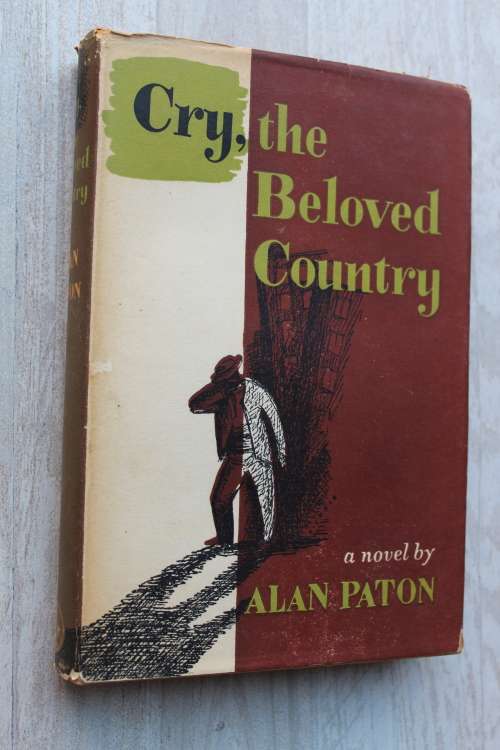 Cry, the
Beloved
Country
a novel by
ALAN PATON